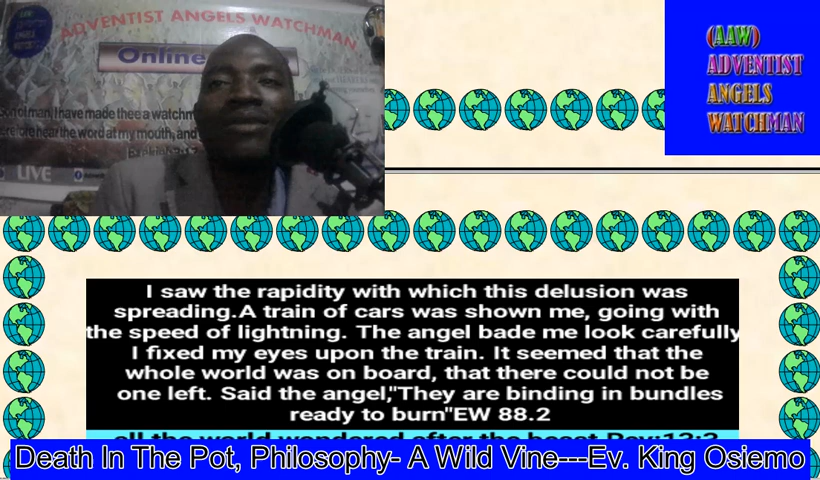 ADVENTIST ANGELS WATCHMAN
Online
son of man, I have made thee a watchm
hear the word at my mouth, and
LIVE
(AAW)
ADVENTIST
ANGELS
WATCHMAN
I saw the rapidity with which this delusion was
spreading.A train of cars was shown me, going with
the speed of lightning. The angel bade me look carefully
I fixed my eyes upon the train. It seemed that the
whole world was on board, that there could not be
one left. Said the angel,"They are binding in bundles
ready to burn"EW 88.2
all the world wondered after the beast Rev:13:3
Death In The Pot, Philosophy- A Wild Vine---Ev. King Osiemo